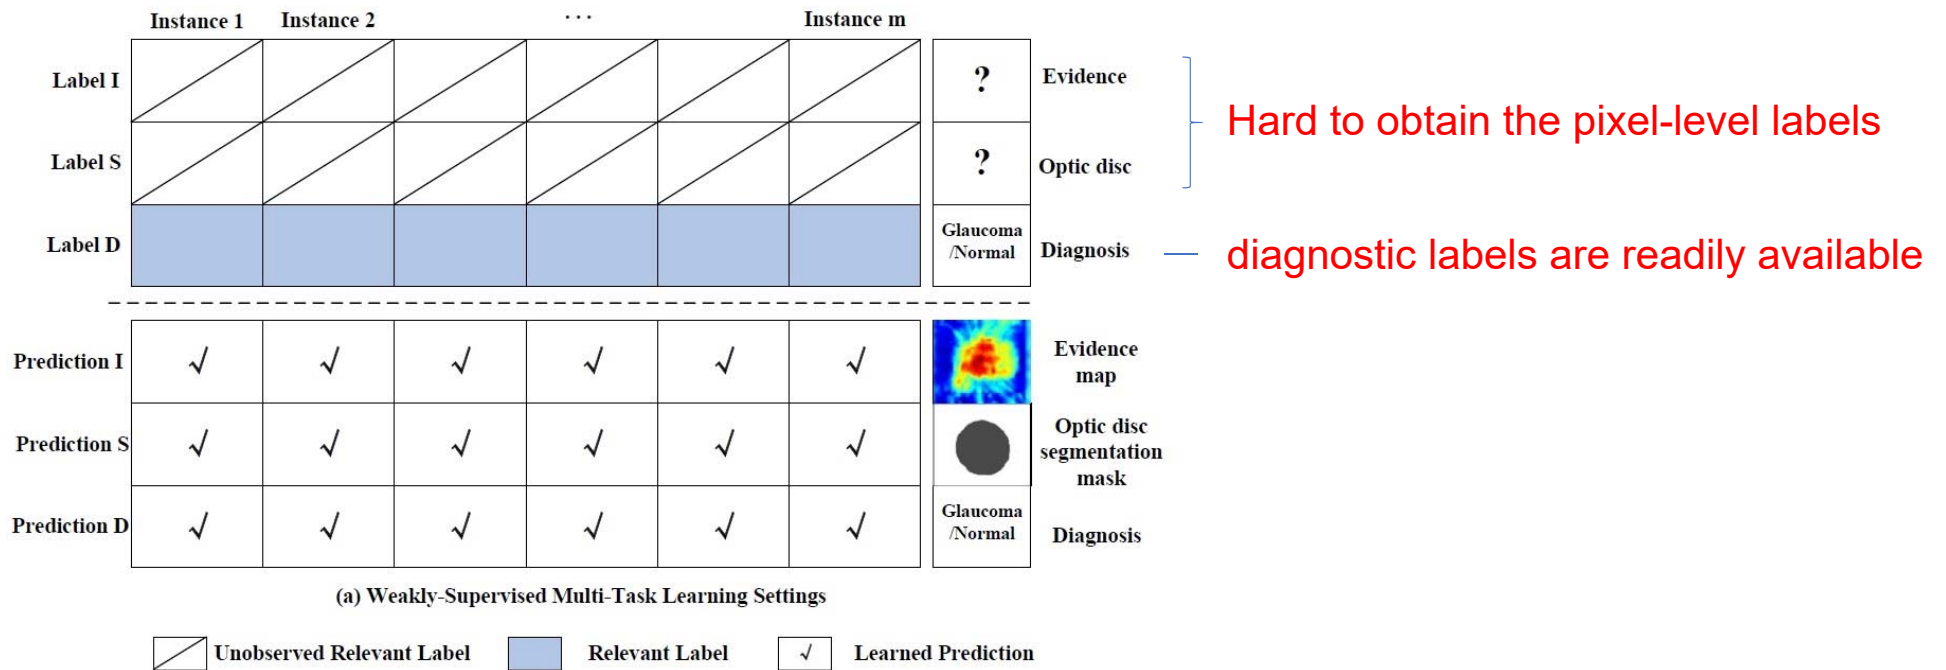 Instance 1 Instance 2 ... Instance m
Label I ? Evidence
Hard to obtain the pixel-level labels
Label S ? Optic disc
Label D Glaucoma /Normal Diagnosis
diagnostic labels are readily available
Prediction I √ √ √ √ √ √ Evidence map
Prediction S √ √ √ √ √ √ Optic disc segmentation mask
Prediction D √ √ √ √ √ √ Glaucoma /Normal Diagnosis
(a) Weakly-Supervised Multi-Task Learning Settings
Unobserved Relevant Label Relevant Label √ Learned Prediction